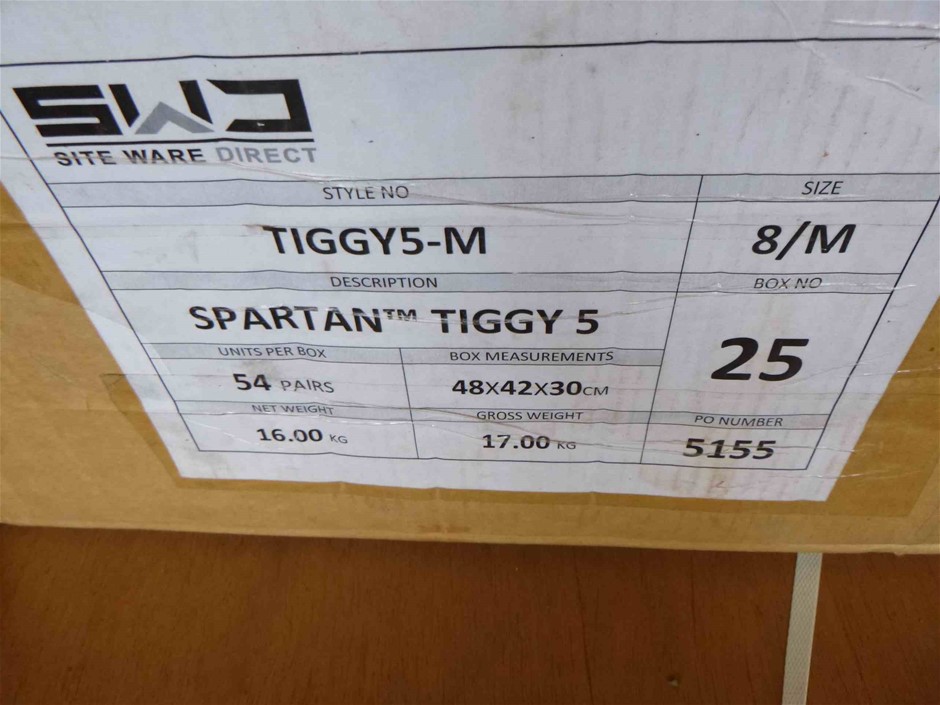 SWD
SITE WARE DIRECT
STYLE NO
SIZE
TIGGY5-M
8/M
DESCRIPTION
BOX NO
SPARTAN™ TIGGY 5
25
UNITS PER BOX
BOX MEASUREMENTS
54 PAIRS
48X42X30CM
NET WEIGHT
GROSS WEIGHT
PO NUMBER
16.00 KG
17.00 KG
5155